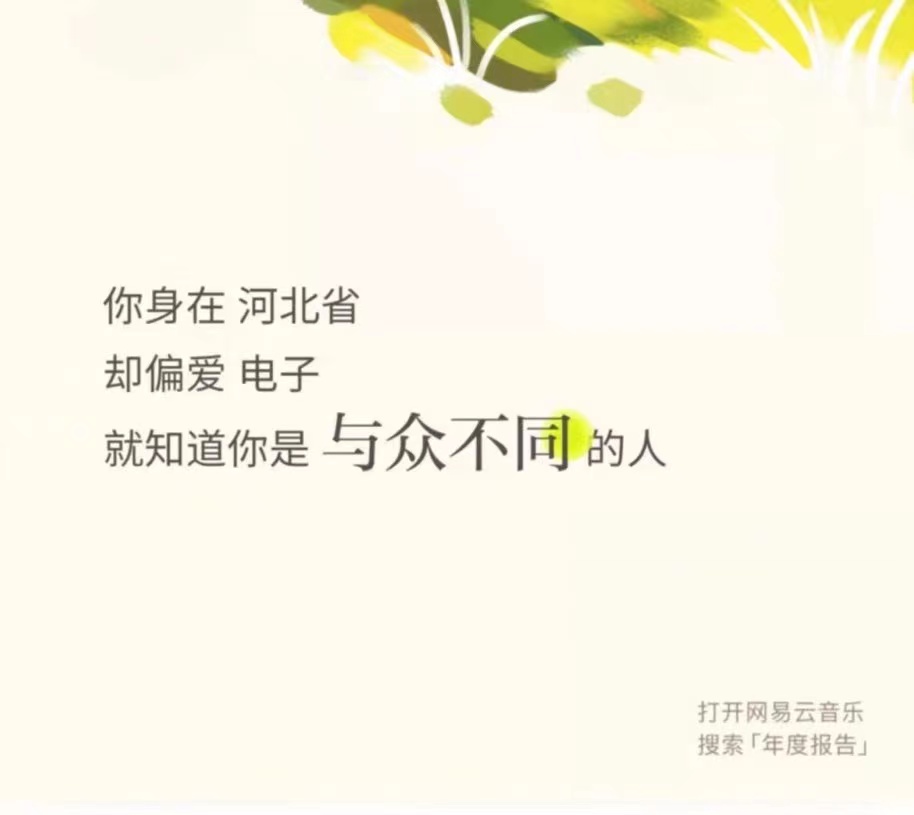 你身在 河北省
却偏爱 电子
就知道你是 与众不同 的人
打开网易云音乐
搜索「年度报告」